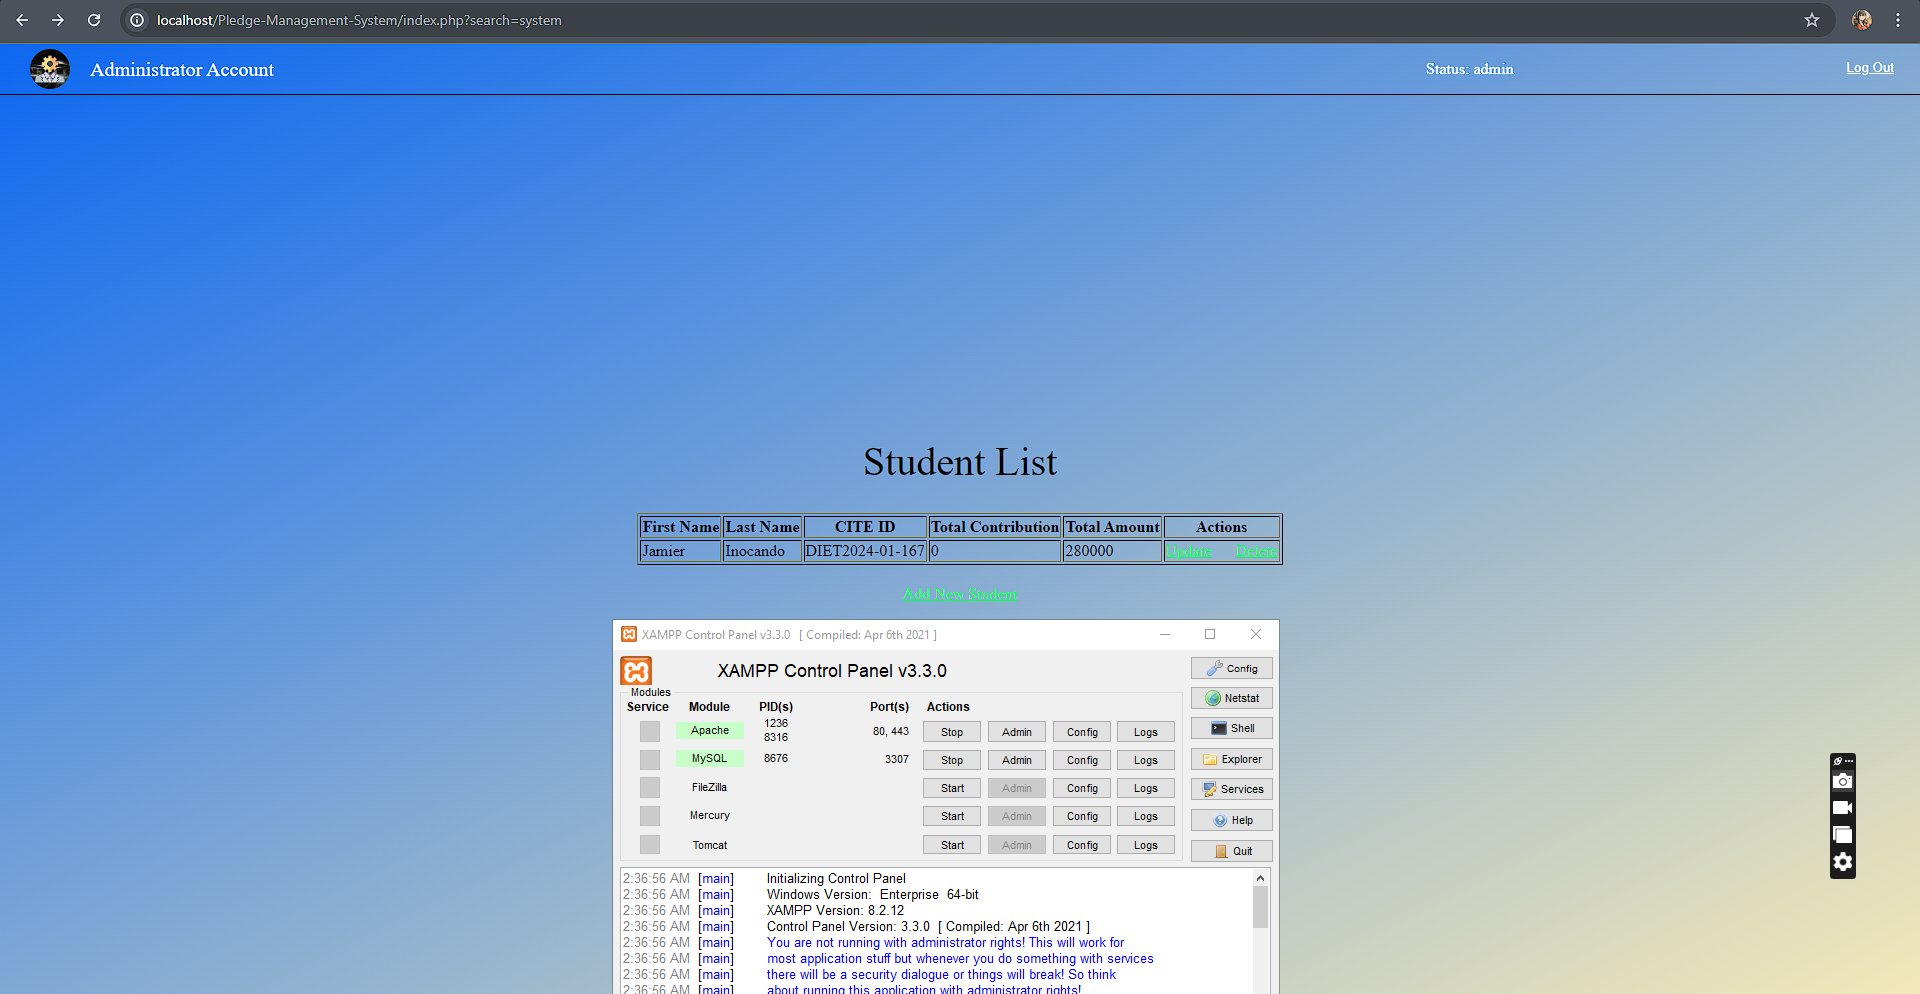 localhost/Pledge-Management-System/index.php?search=system
Administrator Account
Status: admin
Log Out
Student List
First Name Last Name CITE ID Total Contribution Total Amount Actions
Jamier Inocando DIET2024-01-167 0 280000 Update Delete
Add New Student
XAMPP Control Panel v3.3.0 [ Compiled: Apr 6th 2021 ]
XAMPP Control Panel v3.3.0
Config
Modules
Service Module PID(s) Port(s) Actions
Netstat
Apache 1236 8316 80, 443 Stop Admin Config Logs
Shell
MySQL 8676 3307 Stop Admin Config Logs
Explorer
FileZilla Start Admin Config Logs
Services
Mercury Start Admin Config Logs
Help
Tomcat Start Admin Config Logs
Quit
2:36:56 AM [main] Initializing Control Panel
2:36:56 AM [main] Windows Version: Enterprise 64-bit
2:36:56 AM [main] XAMPP Version: 8.2.12
2:36:56 AM [main] Control Panel Version: 3.3.0 [ Compiled: Apr 6th 2021 ]
2:36:56 AM [main] You are not running with administrator rights! This will work for
2:36:56 AM [main] most application stuff but whenever you do something with services
2:36:56 AM [main] there will be a security dialogue or things will break! So think
2:36:56 AM [main] about running this application with administrator rights!